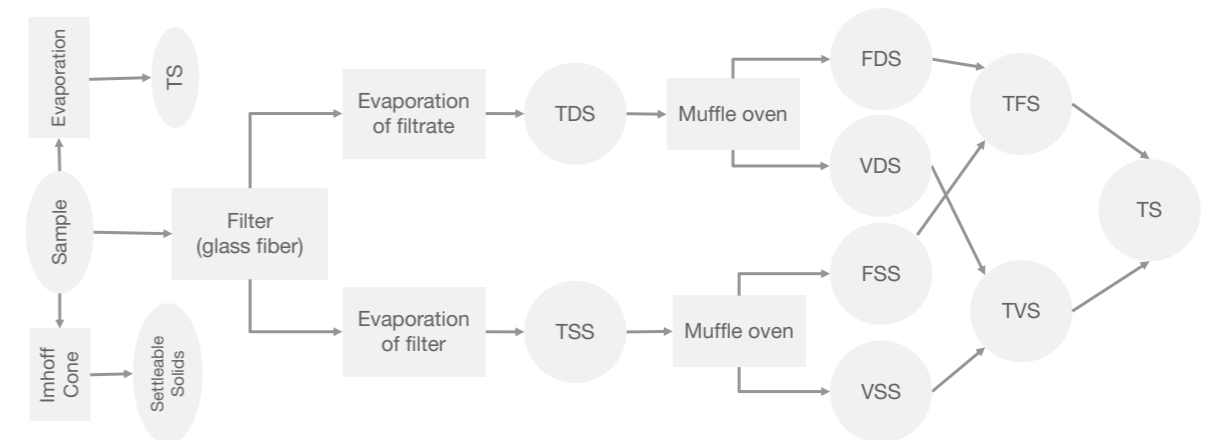 Evaporation
TS
Sample
Imhoff
Cone
Settleable
Solids
Filter
(glass fiber)
Evaporation
of filtrate
TDS
Muffle oven
FDS
VDS
Evaporation
of filter
TSS
Muffle oven
FSS
VSS
TFS
TVS
TS